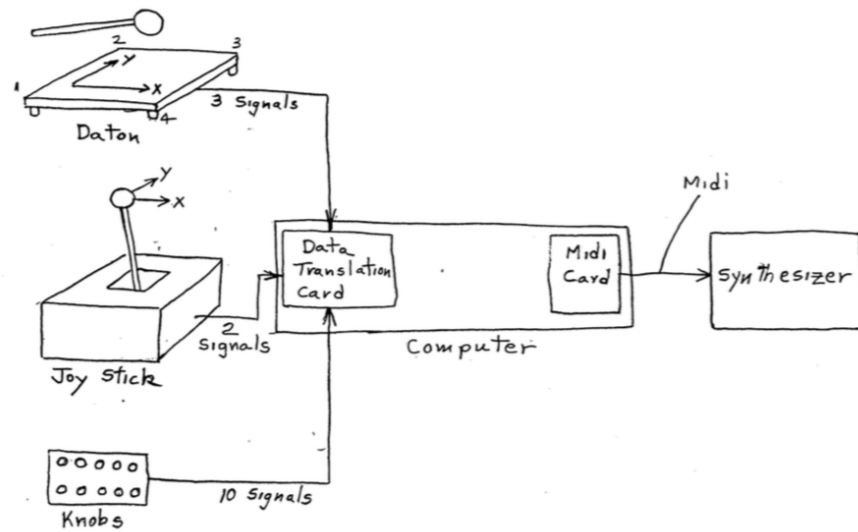 2
3
Y
X
1
4
3 Signals
Daton
Y
X
Midi
Data
Translation
Card
Midi
Card
Synthesizer
2
Signals
Computer
Joy Stick
10 Signals
Knobs